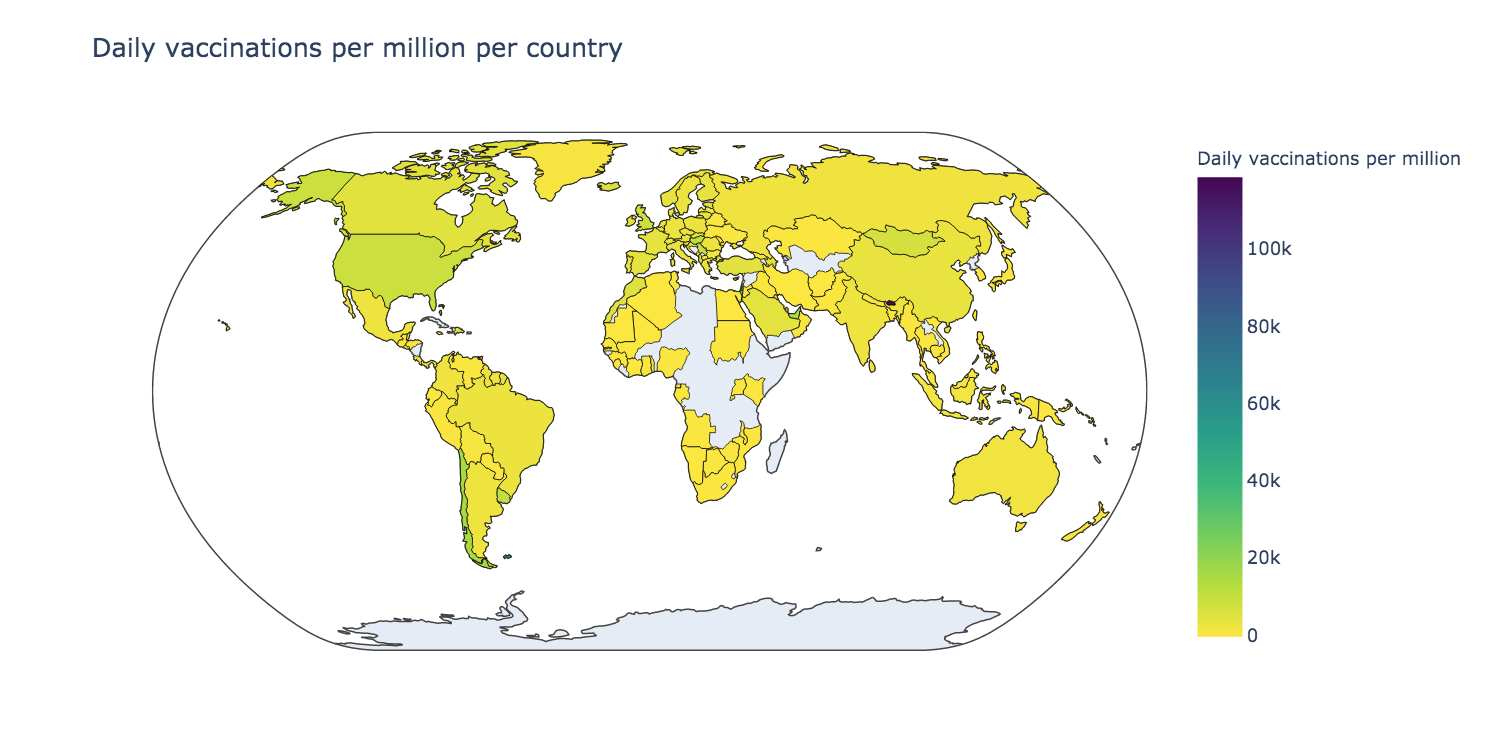 Daily vaccinations per million per country
Daily vaccinations per million
100k
80k
60k
40k
20k
0